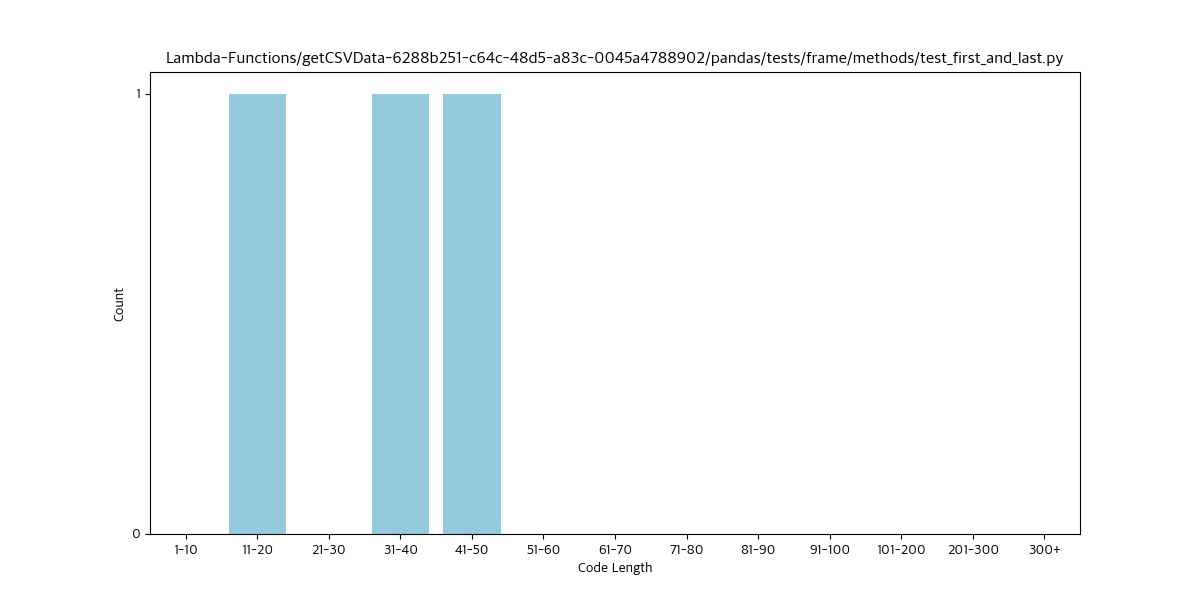 Lambda-Functions/getCSVData-6288b251-c64c-48d5-a83c-0045a4788902/pandas/tests/frame/methods/test_first_and_last.py
1
Count
0
1-10 11-20 21-30 31-40 41-50 51-60 61-70 71-80 81-90 91-100 101-200 201-300 300+
Code Length